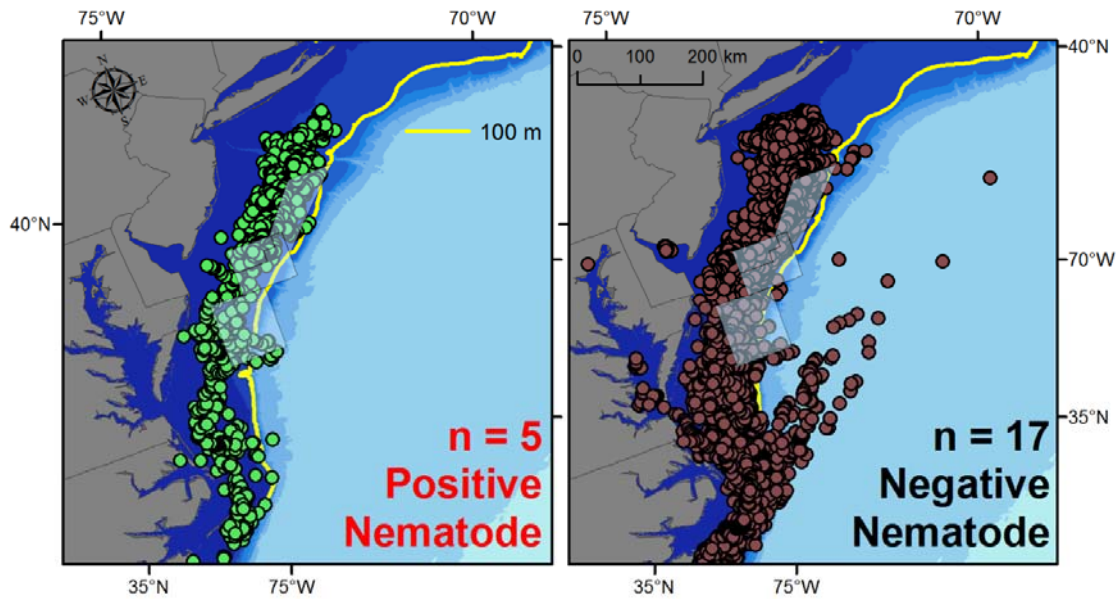 75°W
70°W
75°W
70°W
N
E
S
W
100 m
0
100
200 km
40°N
40°N
70°W
35°N
n = 5
Positive
Nematode
n = 17
Negative
Nematode
35°N
75°W
35°N
75°W